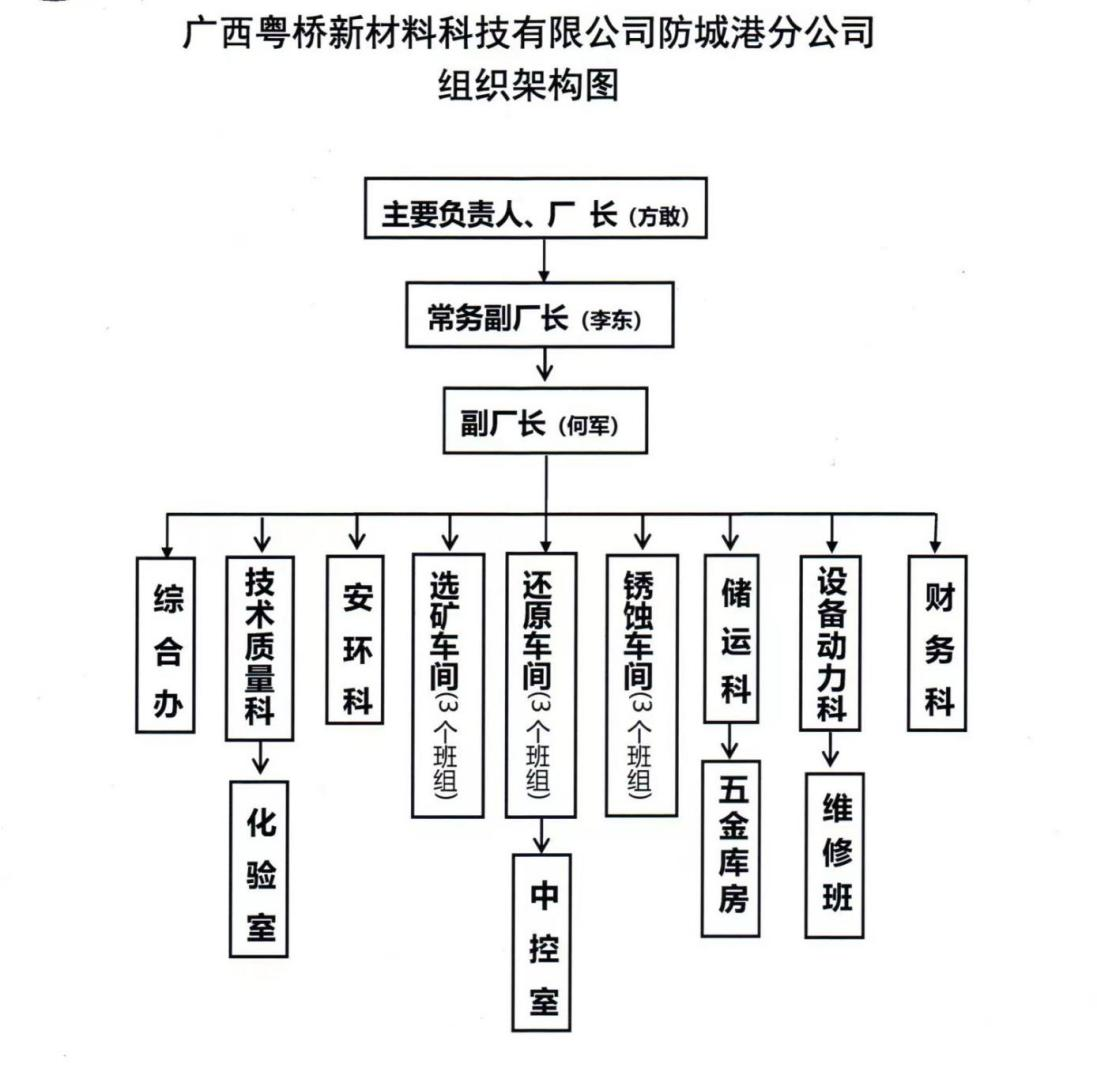 广西粤桥新材料科技有限公司防城港分公司
组织架构图
主要负责人、厂 长（方敢）
常务副厂长（李东）
副厂长（何军）
综合办
技术质量科
安环科
选矿车间(3个班组)
还原车间(3个班组)
锈蚀车间(3个班组)
储运科
设备动力科
财务科
化验室
中控室
五金库房
维修班